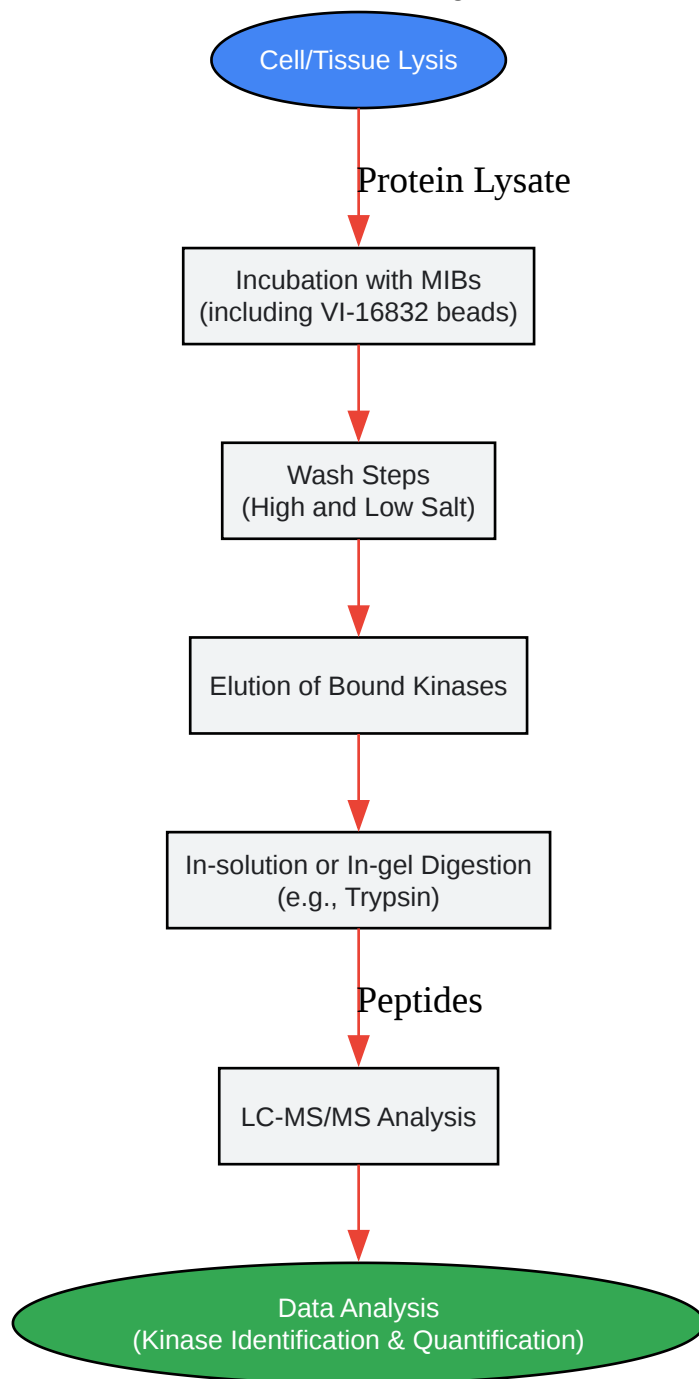 Cell/Tissue Lysis
Protein Lysate
Incubation with MIBs
(including VI-16832 beads)
Wash Steps
(High and Low Salt)
Elution of Bound Kinases
In-solution or In-gel Digestion
(e.g., Trypsin)
Peptides
LC-MS/MS Analysis
Data Analysis
(Kinase Identification & Quantification)